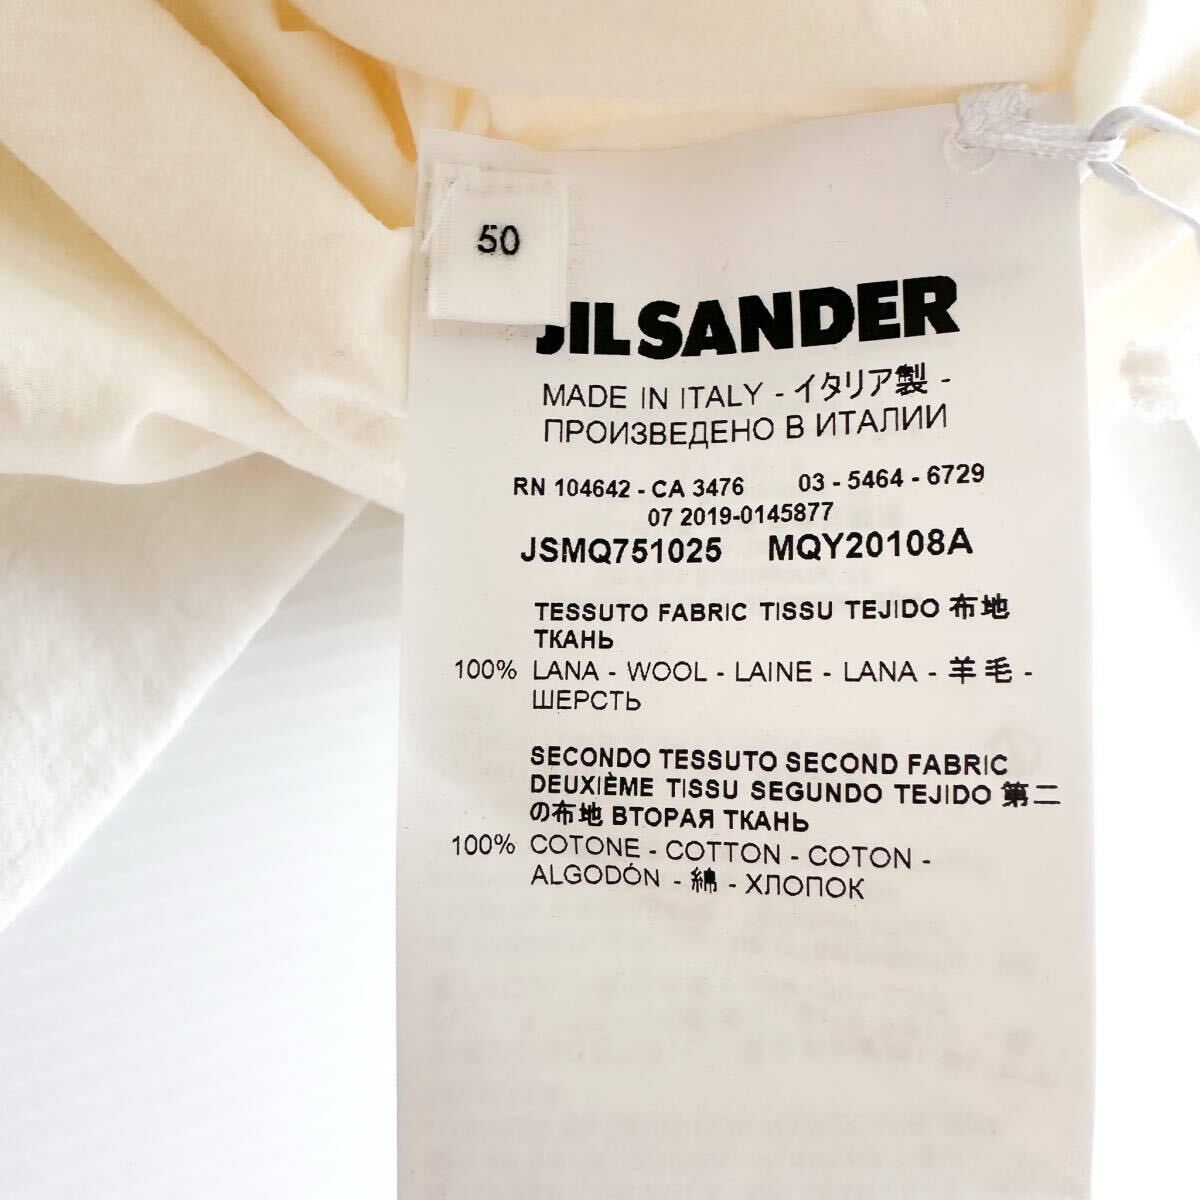 50
JIL SANDER
MADE IN ITALY - イタリア製 -
ПРОИЗВЕДЕНО В ИТАЛИИ
RN 104642 - CA 3476 03 - 5464 - 6729
07 2019-0145877
JSMQ751025 MQY20108A
TESSUTO FABRIC TISSU TEJIDO 布地
ТКАНЬ
100% LANA - WOOL - LAINE - LANA - 羊毛 -
ШЕРСТЬ
SECONDO TESSUTO SECOND FABRIC
DEUXIÈME TISSU SEGUNDO TEJIDO 第二
の布地 ВТОРАЯ ТКАНЬ
100% COTONE - COTTON - COTON -
ALGODÓN - 綿 - ХЛОПОК